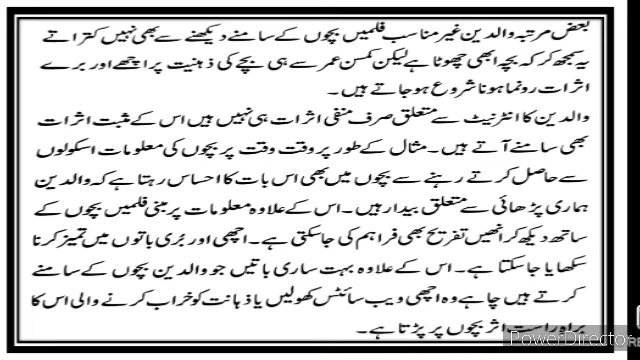 بعض مرتبہ والدین غیر مناسب فلمیں بچوں کے سامنے دیکھنے سے بھی نہیں کتراتے
یہ سمجھ کر کہ بچہ ابھی چھوٹا ہے لیکن کمسن عمر سے ہی بچے کی ذہنیت پر اچھے اور برے
اثرات رونما ہونا شروع ہو جاتے ہیں۔
والدین کا انٹرنیٹ سے متعلق صرف منفی اثرات ہی نہیں ہیں اس کے مثبت اثرات
بھی سامنے آتے ہیں۔ مثال کے طور پر وقت وقت پر بچوں کی معلومات اسکولوں
سے حاصل کرتے رہنے سے بچوں میں بھی اس بات کا احساس رہتا ہے کہ والدین
ہماری پڑھائی سے متعلق بیدار ہیں۔ اس کے علاوہ معلومات پر مبنی فلمیں بچوں کے
ساتھ دیکھ کر انھیں تفریح بھی فراہم کی جاسکتی ہے۔ اچھی اور بُری باتوں میں تمیز کرنا
سکھایا جا سکتا ہے۔ اس کے علاوہ بہت ساری باتیں جو والدین بچوں کے سامنے
کرتے ہیں چاہے وہ اچھی ویب سائٹس کھولیں یا ذہانت کو خراب کرنے والی اس کا
براہ راست اثر بچوں پر پڑتا ہے۔
PowerDirector